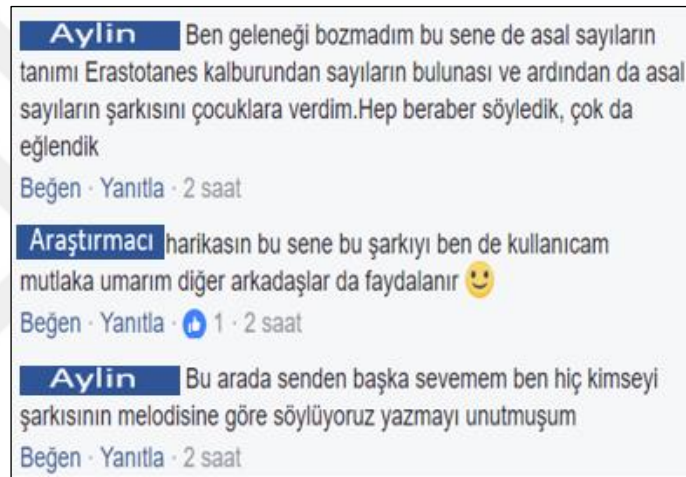 Aylin Ben geleneği bozmadım bu sene de asal sayıların
tanımı Erastotanes kalburundan sayıların bulunası ve ardından da asal
sayıların şarkısını çocuklara verdim.Hep beraber söyledik, çok da
eğlendik
Beğen · Yanıtla · 2 saat
Araştırmacı harikasın bu sene bu şarkıyı ben de kullanıcam
mutlaka umarım diğer arkadaşlar da faydalanır
Beğen · Yanıtla · 1 · 2 saat
Aylin Bu arada senden başka sevemem ben hiç kimseyi
şarkısının melodisine göre söylüyoruz yazmayı unutmuşum
Beğen · Yanıtla · 2 saat